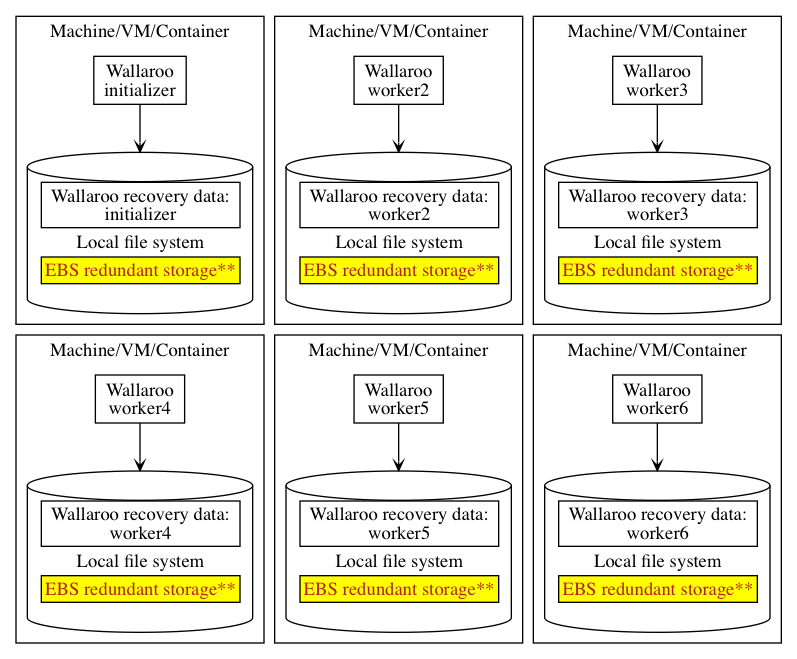 Machine/VM/Container
Wallaroo
initializer
Wallaroo recovery data:
initializer
Local file system
EBS redundant storage**
Machine/VM/Container
Wallaroo
worker2
Wallaroo recovery data:
worker2
Local file system
EBS redundant storage**
Machine/VM/Container
Wallaroo
worker3
Wallaroo recovery data:
worker3
Local file system
EBS redundant storage**
Machine/VM/Container
Wallaroo
worker4
Wallaroo recovery data:
worker4
Local file system
EBS redundant storage**
Machine/VM/Container
Wallaroo
worker5
Wallaroo recovery data:
worker5
Local file system
EBS redundant storage**
Machine/VM/Container
Wallaroo
worker6
Wallaroo recovery data:
worker6
Local file system
EBS redundant storage**